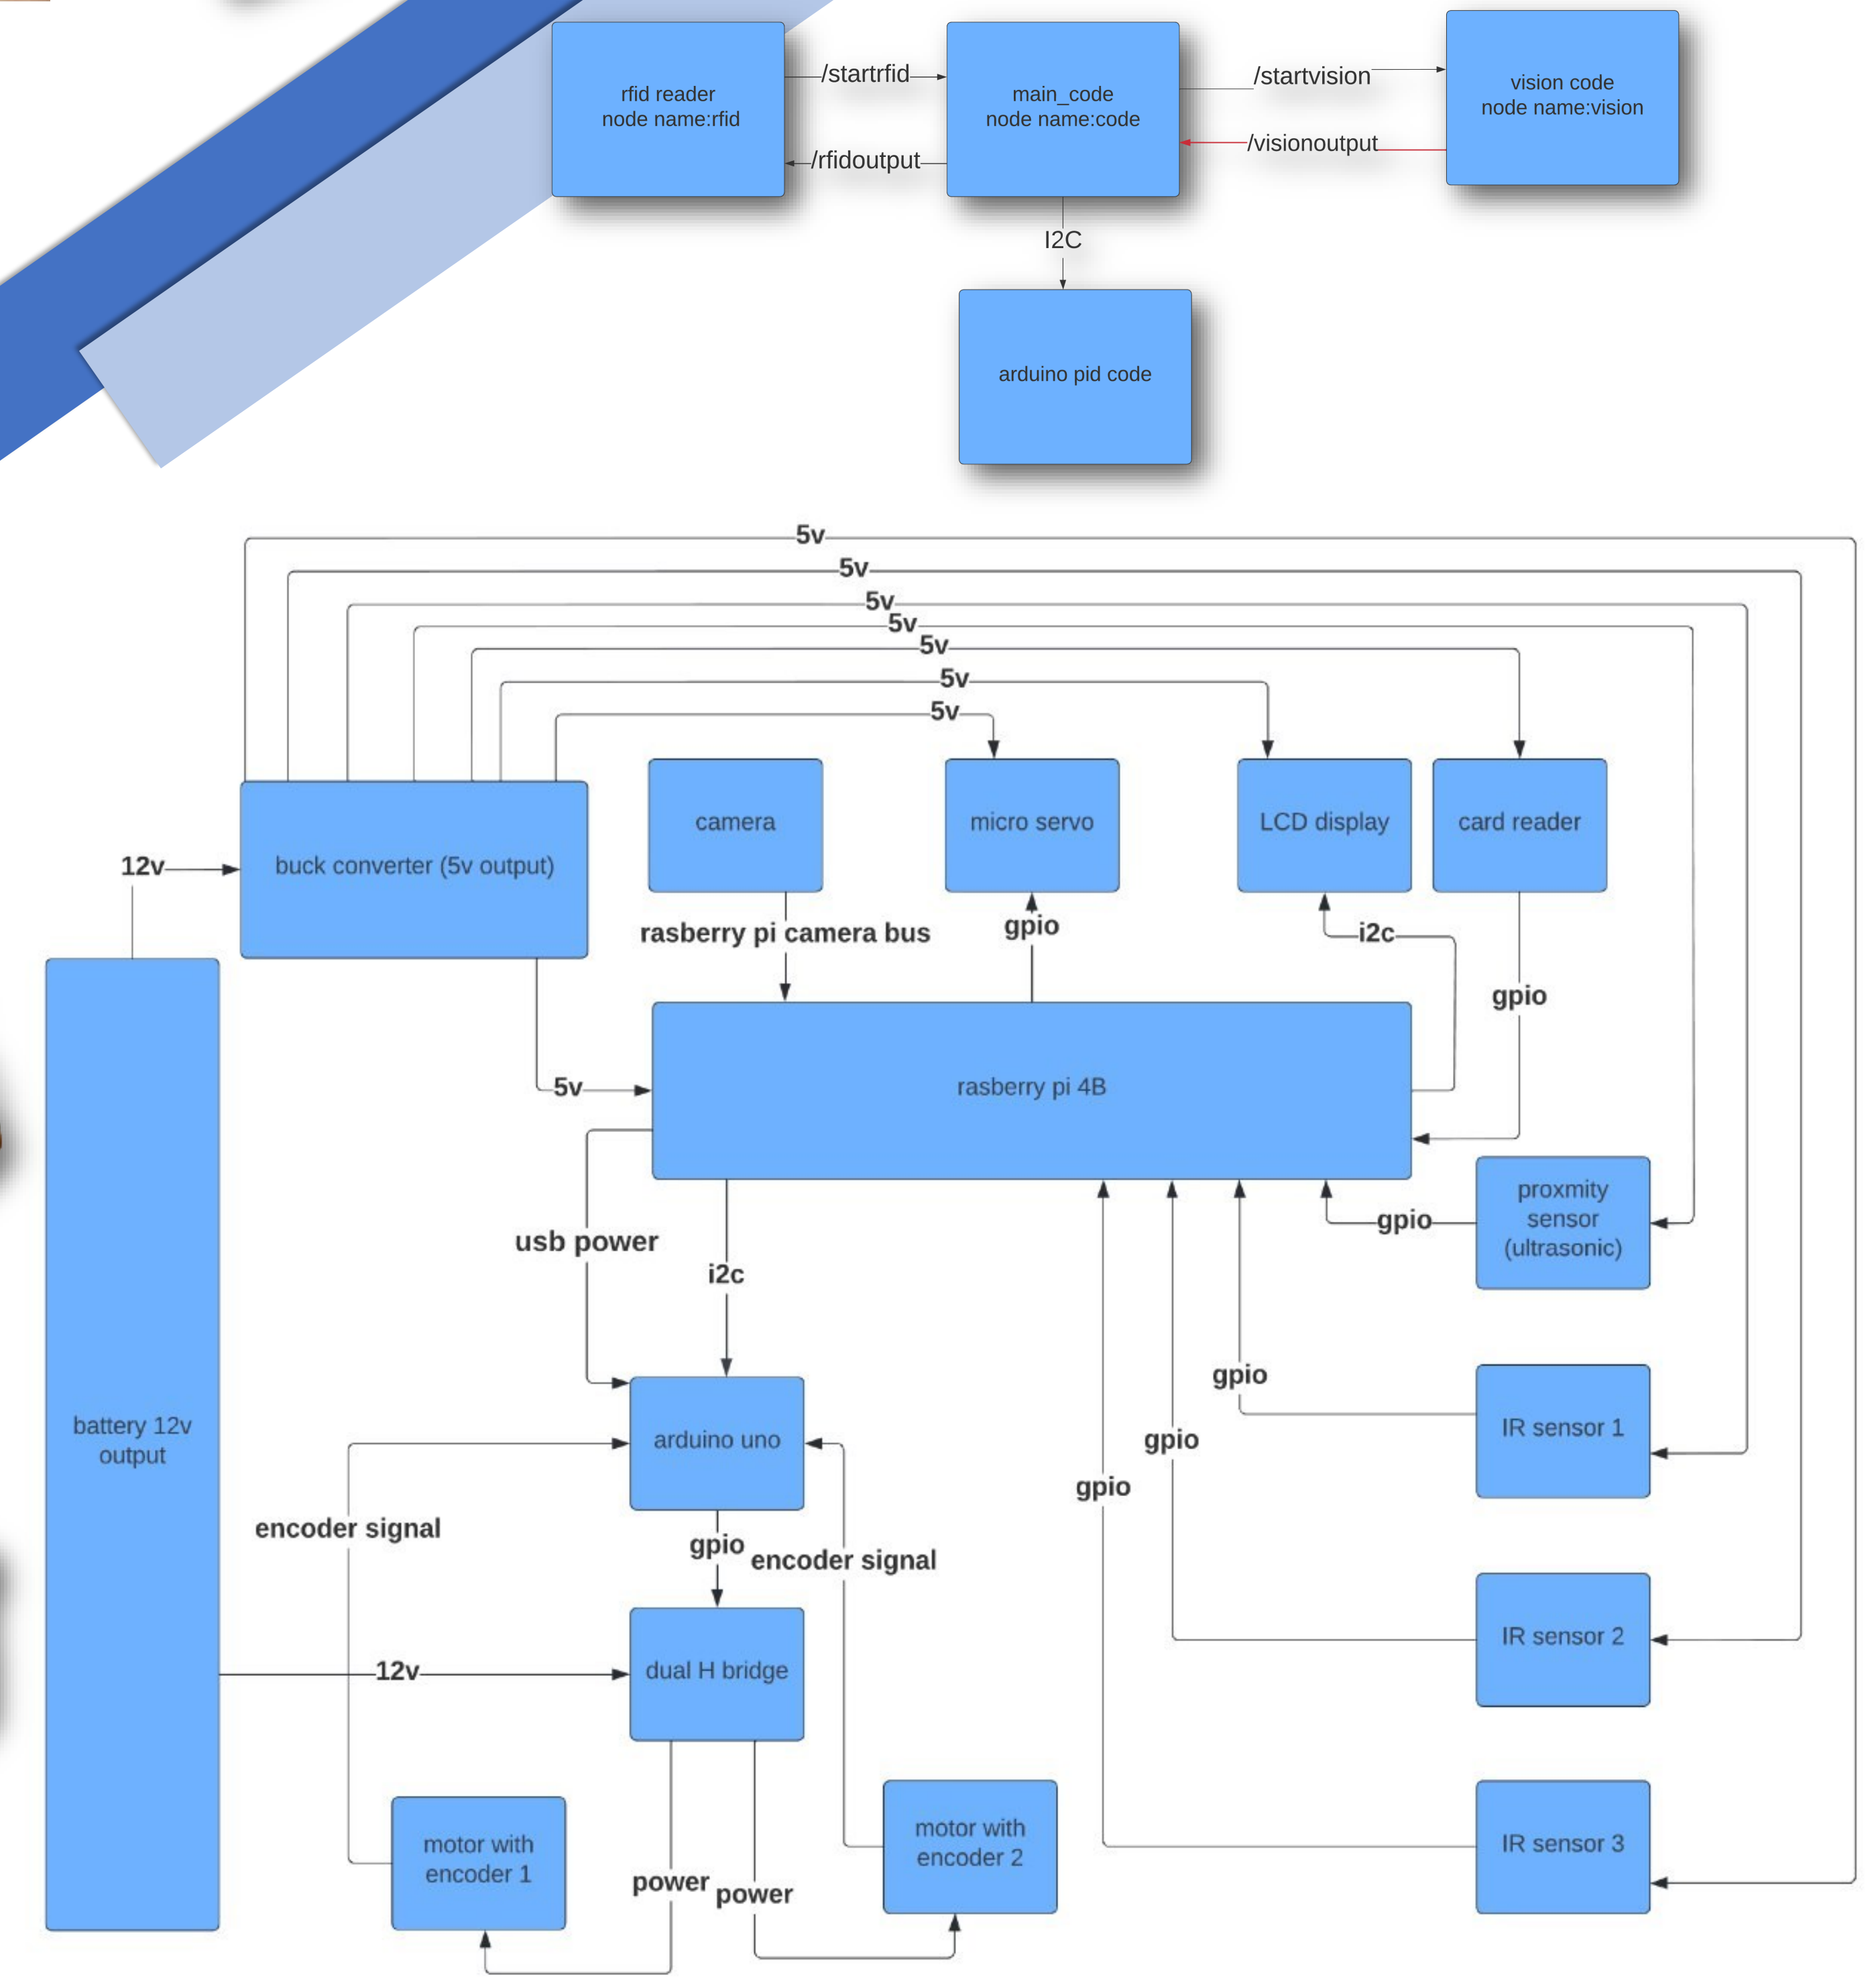 /startrfid
/startvision
rfid reader
node name:rfid
main_code
node name:code
vision code
node name:vision
/rfidoutput
/visionoutput
I2C
arduino pid code
5v
5v
5v
5v
5v
5v
5v
camera
micro servo
LCD display
card reader
12v
buck converter (5v output)
rasberry pi camera bus
gpio
i2c
gpio
5v
rasberry pi 4B
proxmity
sensor
(ultrasonic)
gpio
usb power
i2c
gpio
IR sensor 1
battery 12v
output
arduino uno
gpio
gpio
encoder signal
gpio
encoder signal
12v
dual H bridge
IR sensor 2
motor with
encoder 1
motor with
encoder 2
IR sensor 3
power
power